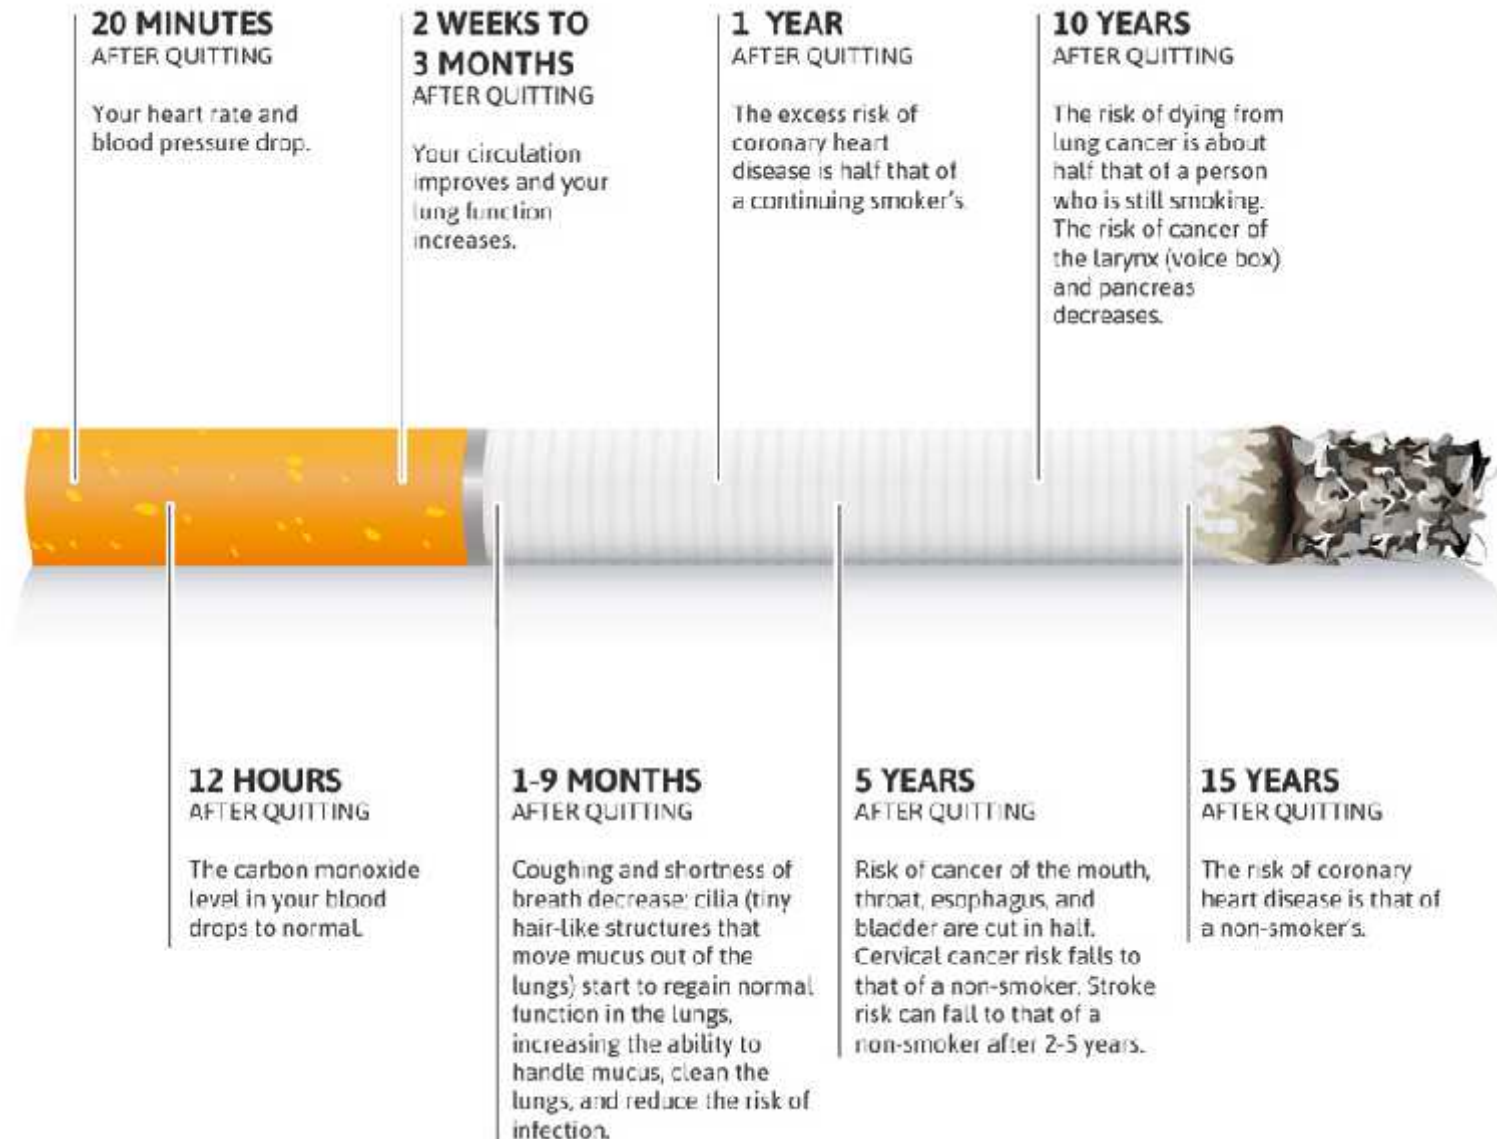 20 MINUTES
AFTER QUITTING
Your heart rate and
blood pressure drop.
2 WEEKS TO
3 MONTHS
AFTER QUITTING
Your circulation
improves and your
lung function
increases.
1 YEAR
AFTER QUITTING
The excess risk of
coronary heart
disease is half that of
a continuing smoker's.
10 YEARS
AFTER QUITTING
The risk of dying from
lung cancer is about
half that of a person
who is still smoking.
The risk of cancer of
the larynx (voice box)
and pancreas
decreases.
12 HOURS
AFTER QUITTING
The carbon monoxide
level in your blood
drops to normal.
1-9 MONTHS
AFTER QUITTING
Coughing and shortness of
breath decrease; cilia (tiny
hair-like structures that
move mucus out of the
lungs) start to regain normal
function in the lungs,
increasing the ability to
handle mucus, clean the
lungs, and reduce the risk of
infection.
5 YEARS
AFTER QUITTING
Risk of cancer of the mouth,
throat, esophagus, and
bladder are cut in half.
Cervical cancer risk falls to
that of a non-smoker. Stroke
risk can fall to that of a
non-smoker after 2-5 years.
15 YEARS
AFTER QUITTING
The risk of coronary
heart disease is that of
a non-smoker's.